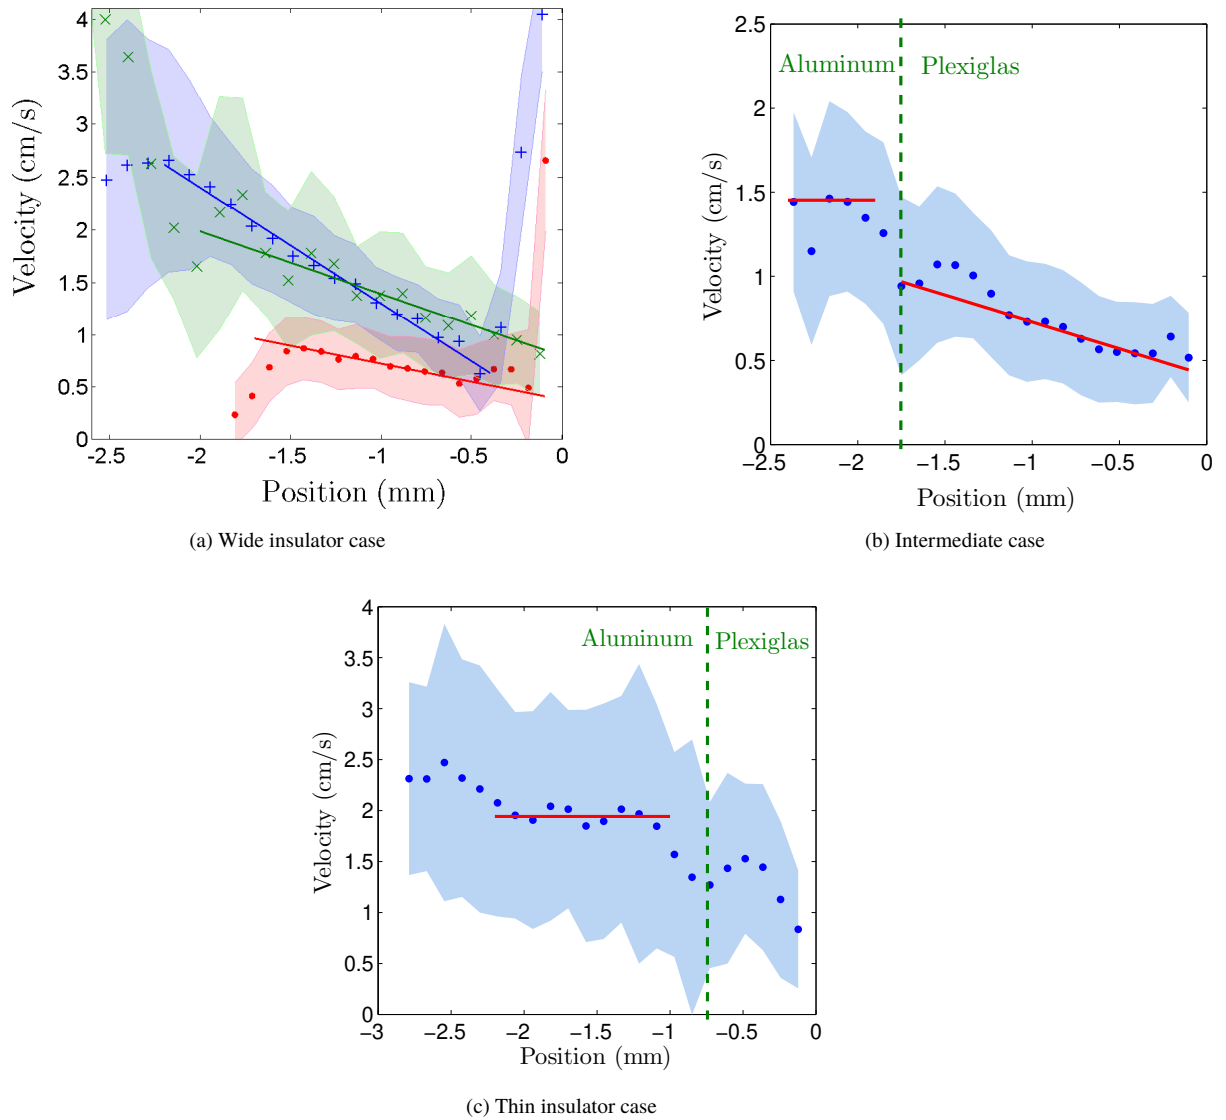 4
3.5
3
2.5
2
1.5
1
0.5
0
Velocity (cm/s)
-2.5 -2 -1.5 -1 -0.5 0
Position (mm)
(a) Wide insulator case
2.5
2
1.5
1
0.5
0
Velocity (cm/s)
Aluminum Plexiglas
−2.5 −2 −1.5 −1 −0.5 0
Position (mm)
(b) Intermediate case
4
3.5
3
2.5
2
1.5
1
0.5
0
Velocity (cm/s)
Aluminum Plexiglas
−3 −2.5 −2 −1.5 −1 −0.5 0
Position (mm)
(c) Thin insulator case